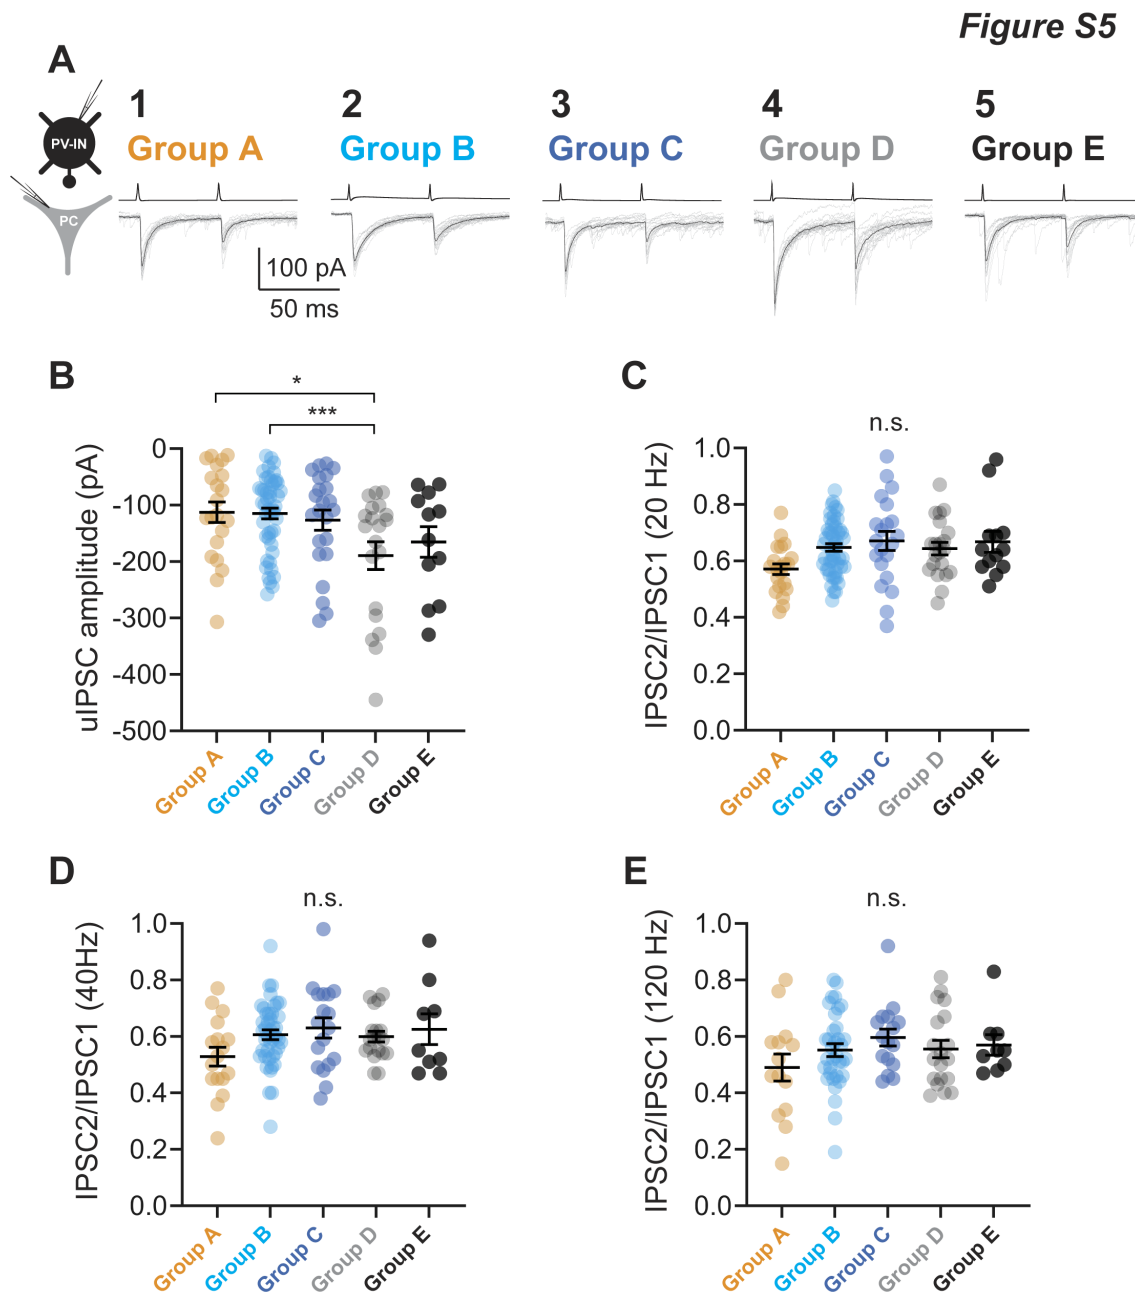 Figure S5
A
1
2
3
4
5
Group A
Group B
Group C
Group D
Group E
PV-IN
PC
100 pA
50 ms
B
*
***
uIPSC amplitude (pA)
0
-100
-200
-300
-400
-500
Group A
Group B
Group C
Group D
Group E
C
n.s.
IPSC2/IPSC1 (20 Hz)
1.0
0.8
0.6
0.4
0.2
0.0
Group A
Group B
Group C
Group D
Group E
D
n.s.
IPSC2/IPSC1 (40Hz)
1.0
0.8
0.6
0.4
0.2
0.0
Group A
Group B
Group C
Group D
Group E
E
n.s.
IPSC2/IPSC1 (120 Hz)
1.0
0.8
0.6
0.4
0.2
0.0
Group A
Group B
Group C
Group D
Group E